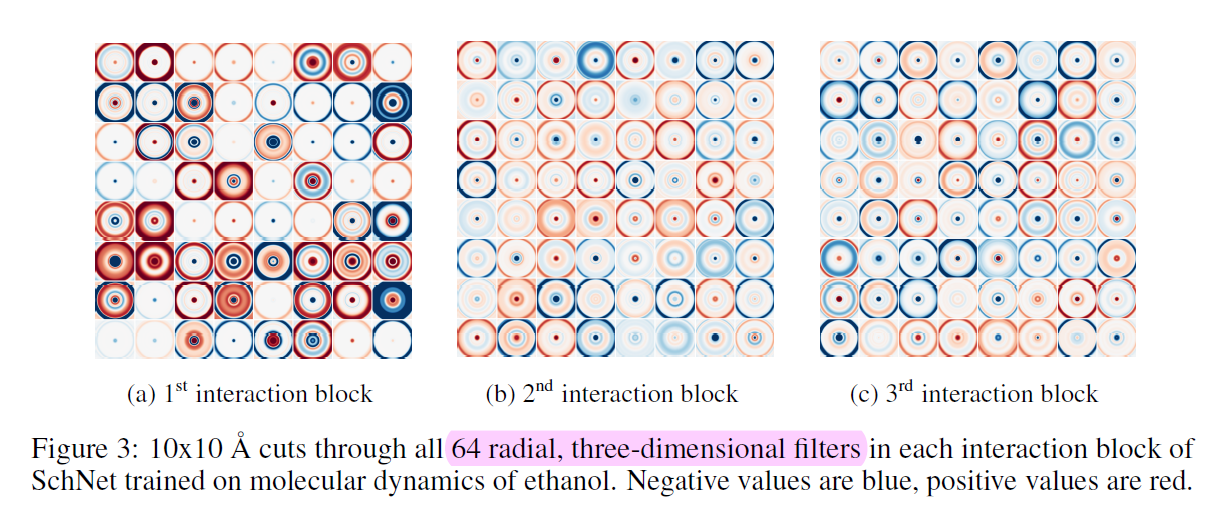 (a) 1st interaction block
(b) 2nd interaction block
(c) 3rd interaction block
Figure 3: 10x10 Å cuts through all 64 radial, three-dimensional filters in each interaction block of
SchNet trained on molecular dynamics of ethanol. Negative values are blue, positive values are red.